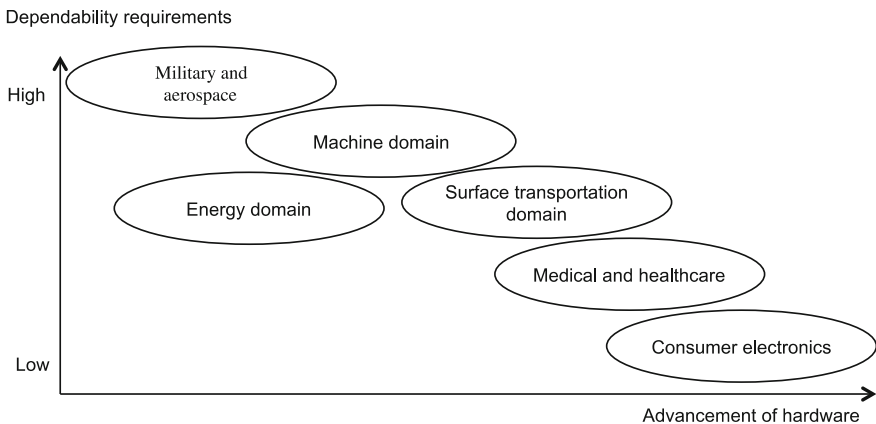 Dependability requirements
High
Military and
aerospace
Machine domain
Energy domain
Surface transportation
domain
Medical and healthcare
Consumer electronics
Low
Advancement of hardware